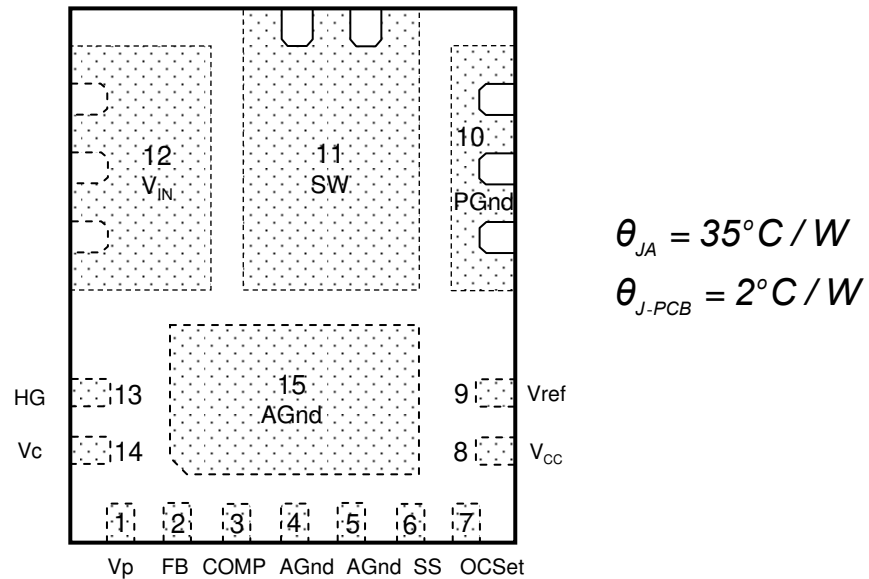 12
V_IN
11
SW
10
PGnd
θ_JA = 35°C / W
θ_J-PCB = 2°C / W
15
AGnd
HG 13
9 Vref
Vc 14
8 V_CC
1 2 3 4 5 6 7
Vp FB COMP AGnd AGnd SS OCSet